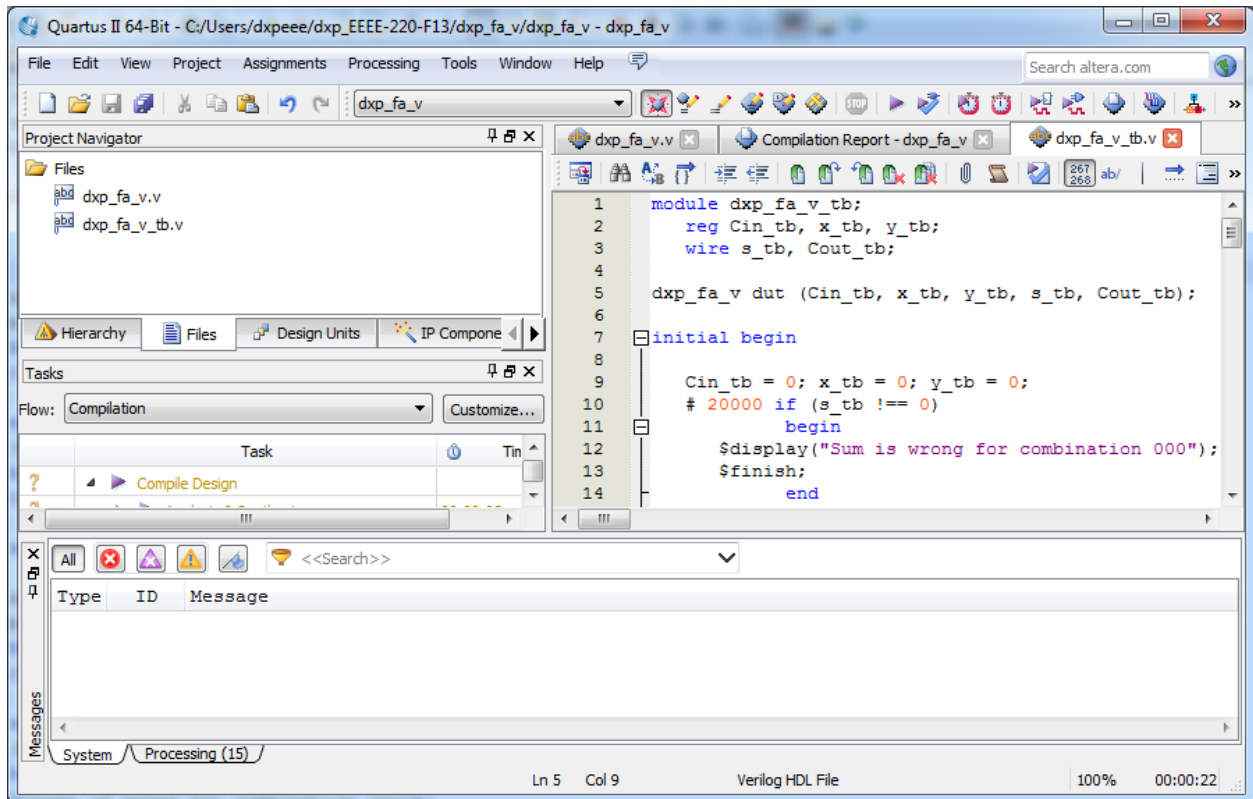 Quartus II 64-Bit - C:/Users/dxpeee/dxp_EEEE-220-F13/dxp_fa_v/dxp_fa_v - dxp_fa_v
File Edit View Project Assignments Processing Tools Window Help
Search altera.com
dxp_fa_v
STOP
»
Project Navigator
Files
dxp_fa_v.v
dxp_fa_v_tb.v
Hierarchy Files Design Units IP Compone
Tasks
Flow: Compilation Customize...
Task Tin
? Compile Design
dxp_fa_v.v Compilation Report - dxp_fa_v dxp_fa_v_tb.v
267 268 ab/ »
1 module dxp_fa_v_tb;
2 reg Cin_tb, x_tb, y_tb;
3 wire s_tb, Cout_tb;
4
5 dxp_fa_v dut (Cin_tb, x_tb, y_tb, s_tb, Cout_tb);
6
7 initial begin
8
9 Cin_tb = 0; x_tb = 0; y_tb = 0;
10 # 20000 if (s_tb !== 0)
11 begin
12 $display("Sum is wrong for combination 000");
13 $finish;
14 end
All <<Search>>
Type ID Message
Messages
System Processing (15)
Ln 5 Col 9 Verilog HDL File 100% 00:00:22